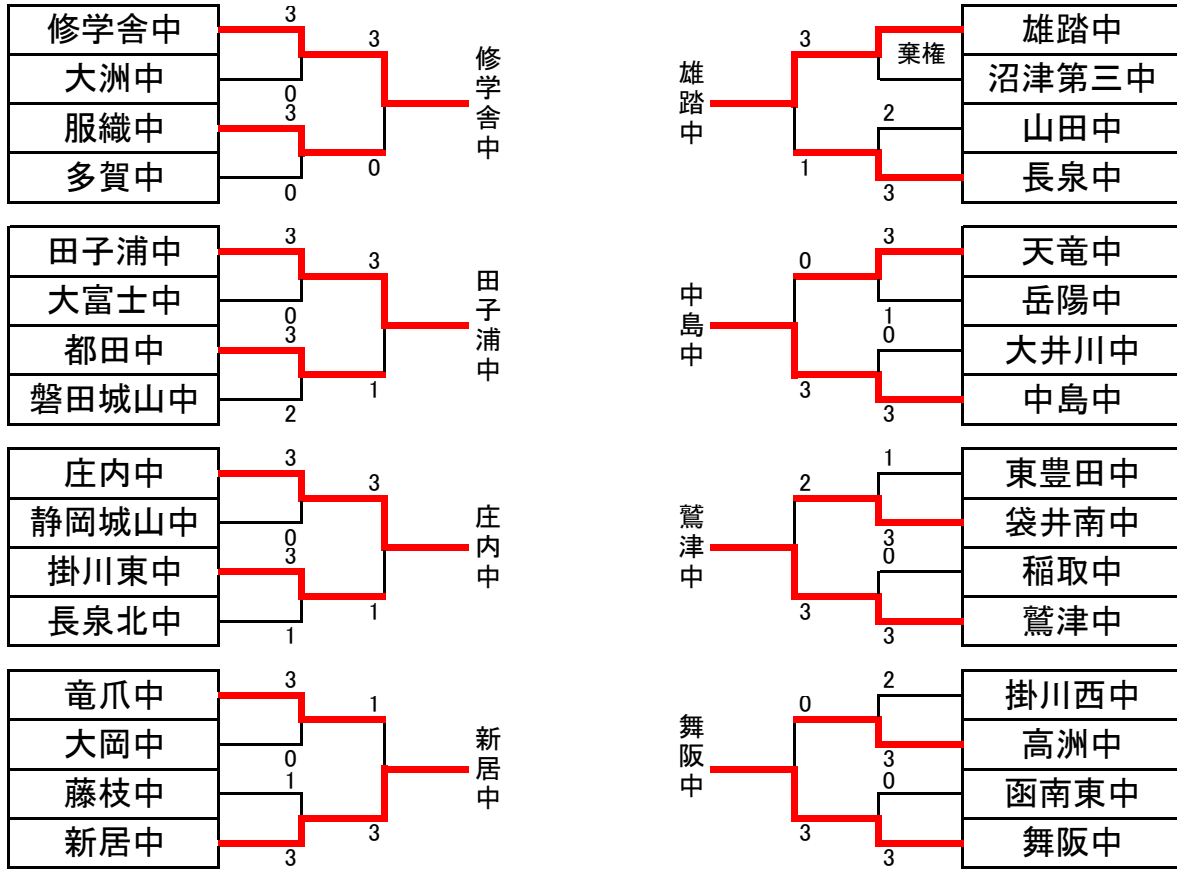 修学舎中
大洲中
服織中
多賀中
3
0
3
0
3
0
修学舎中
田子浦中
大富士中
都田中
磐田城山中
3
0
3
2
3
1
田子浦中
庄内中
静岡城山中
掛川東中
長泉北中
3
0
3
1
3
1
庄内中
竜爪中
大岡中
藤枝中
新居中
3
0
1
3
1
3
新居中
雄踏中
3
1
棄権
2
3
雄踏中
沼津第三中
山田中
長泉中
中島中
0
3
3
1
0
3
天竜中
岳陽中
大井川中
中島中
鷲津中
2
3
1
3
0
3
東豊田中
袋井南中
稲取中
鷲津中
舞阪中
0
3
2
3
0
3
掛川西中
高洲中
函南東中
舞阪中